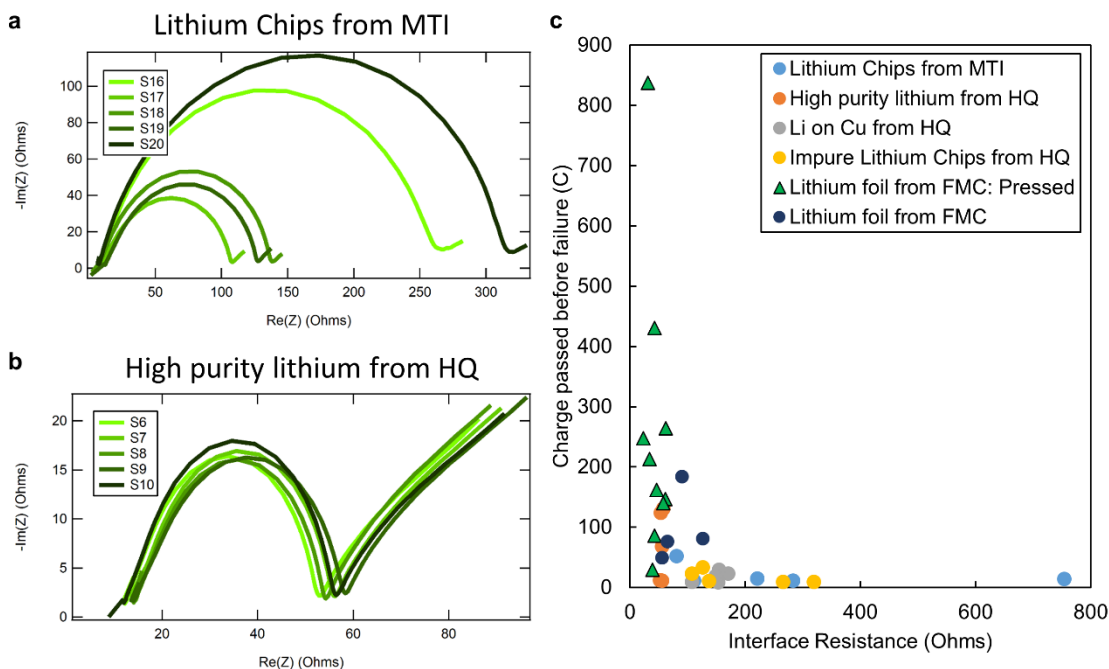 a
Lithium Chips from MTI
100
80
60
40
20
0
-Im(Z) (Ohms)
S16
S17
S18
S19
S20
50
100
150
200
250
300
Re(Z) (Ohms)
b
High purity lithium from HQ
20
15
10
5
0
-Im(Z) (Ohms)
S6
S7
S8
S9
S10
20
40
60
80
Re(Z) (Ohms)
c
900
800
700
600
500
400
300
200
100
0
Charge passed before failure (C)
Lithium Chips from MTI
High purity lithium from HQ
Li on Cu from HQ
Impure Lithium Chips from HQ
Lithium foil from FMC: Pressed
Lithium foil from FMC
0
200
400
600
800
Interface Resistance (Ohms)